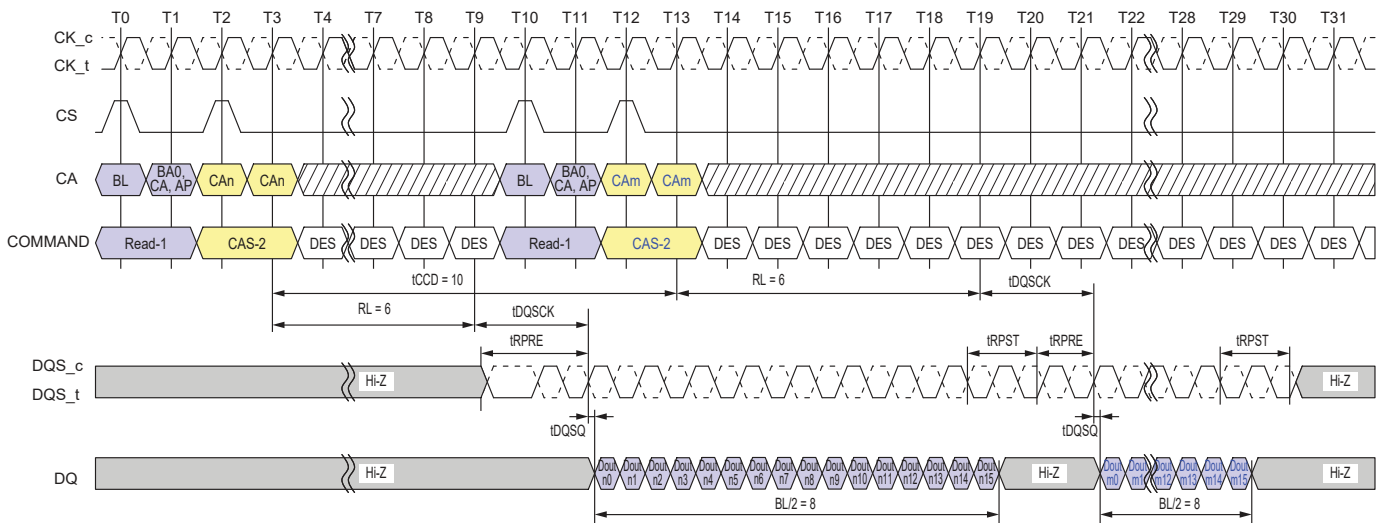 T0 T1 T2 T3 T4 T7 T8 T9 T10 T11 T12 T13 T14 T15 T16 T17 T18 T19 T20 T21 T22 T28 T29 T30 T31
CK_c
CK_t
CS
CA BL BA0, CA, AP CAn CAn BL BA0, CA, AP CAm CAm
COMMAND Read-1 CAS-2 DES DES DES DES Read-1 CAS-2 DES DES DES DES DES DES DES DES DES DES DES DES DES
tCCD = 10 RL = 6 tDQSCK
RL = 6 tDQSCK
tRPRE tRPST tRPRE tRPST
DQS_c
DQS_t
Hi-Z Hi-Z
tDQSQ tDQSQ
DQ Hi-Z Dout n0 Dout n1 Dout n2 Dout n3 Dout n4 Dout n5 Dout n6 Dout n7 Dout n8 Dout n9 Dout n10 Dout n11 Dout n12 Dout n13 Dout n14 Dout n15 Hi-Z Dout m0 Dout m1 Dout m12 Dout m13 Dout m14 Dout m15 Hi-Z
BL/2 = 8 BL/2 = 8